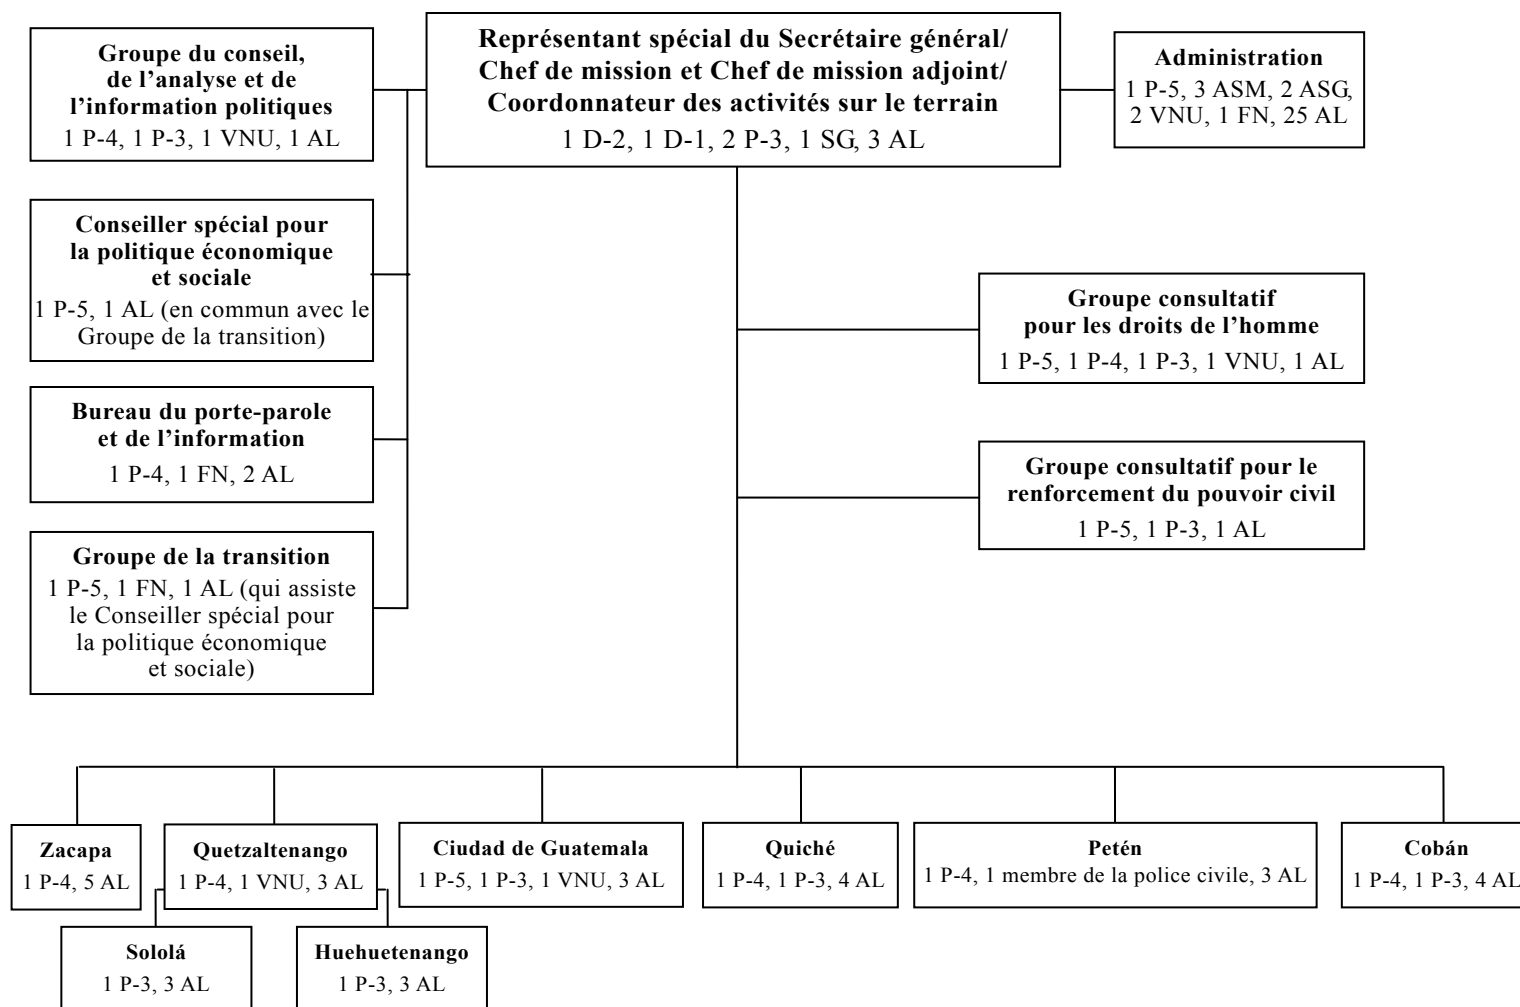 Groupe du conseil,
de l’analyse et de
l’information politiques
1 P-4, 1 P-3, 1 VNU, 1 AL
Représentant spécial du Secrétaire général/
Chef de mission et Chef de mission adjoint/
Coordonnateur des activités sur le terrain
1 D-2, 1 D-1, 2 P-3, 1 SG, 3 AL
Administration
1 P-5, 3 ASM, 2 ASG,
2 VNU, 1 FN, 25 AL
Conseiller spécial pour
la politique économique
et sociale
1 P-5, 1 AL (en commun avec le
Groupe de la transition)
Groupe consultatif
pour les droits de l’homme
1 P-5, 1 P-4, 1 P-3, 1 VNU, 1 AL
Bureau du porte-parole
et de l’information
1 P-4, 1 FN, 2 AL
Groupe consultatif pour le
renforcement du pouvoir civil
1 P-5, 1 P-3, 1 AL
Groupe de la transition
1 P-5, 1 FN, 1 AL (qui assiste
le Conseiller spécial pour
la politique économique
et sociale)
Zacapa
1 P-4, 5 AL
Quetzaltenango
1 P-4, 1 VNU, 3 AL
Ciudad de Guatemala
1 P-5, 1 P-3, 1 VNU, 3 AL
Quiché
1 P-4, 1 P-3, 4 AL
Petén
1 P-4, 1 membre de la police civile, 3 AL
Cobán
1 P-4, 1 P-3, 4 AL
Sololá
1 P-3, 3 AL
Huehuetenango
1 P-3, 3 AL